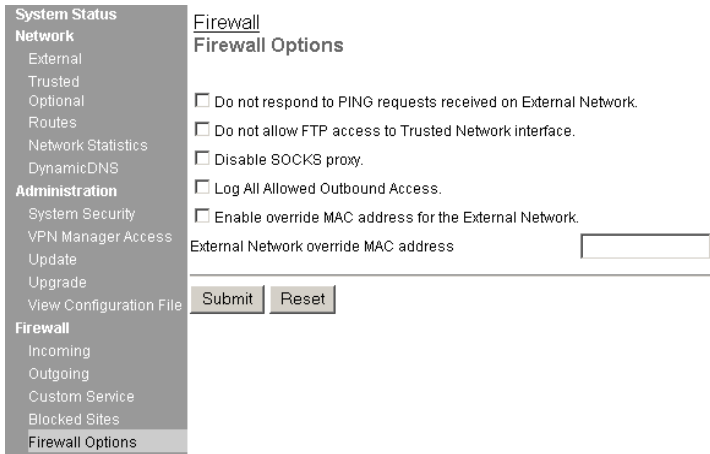 System Status
Network
External
Trusted
Optional
Routes
Network Statistics
DynamicDNS
Administration
System Security
VPN Manager Access
Update
Upgrade
View Configuration File
Firewall
Incoming
Outgoing
Custom Service
Blocked Sites
Firewall Options
Firewall
Firewall Options
Do not respond to PING requests received on External Network.
Do not allow FTP access to Trusted Network interface.
Disable SOCKS proxy.
Log All Allowed Outbound Access.
Enable override MAC address for the External Network.
External Network override MAC address
Submit Reset